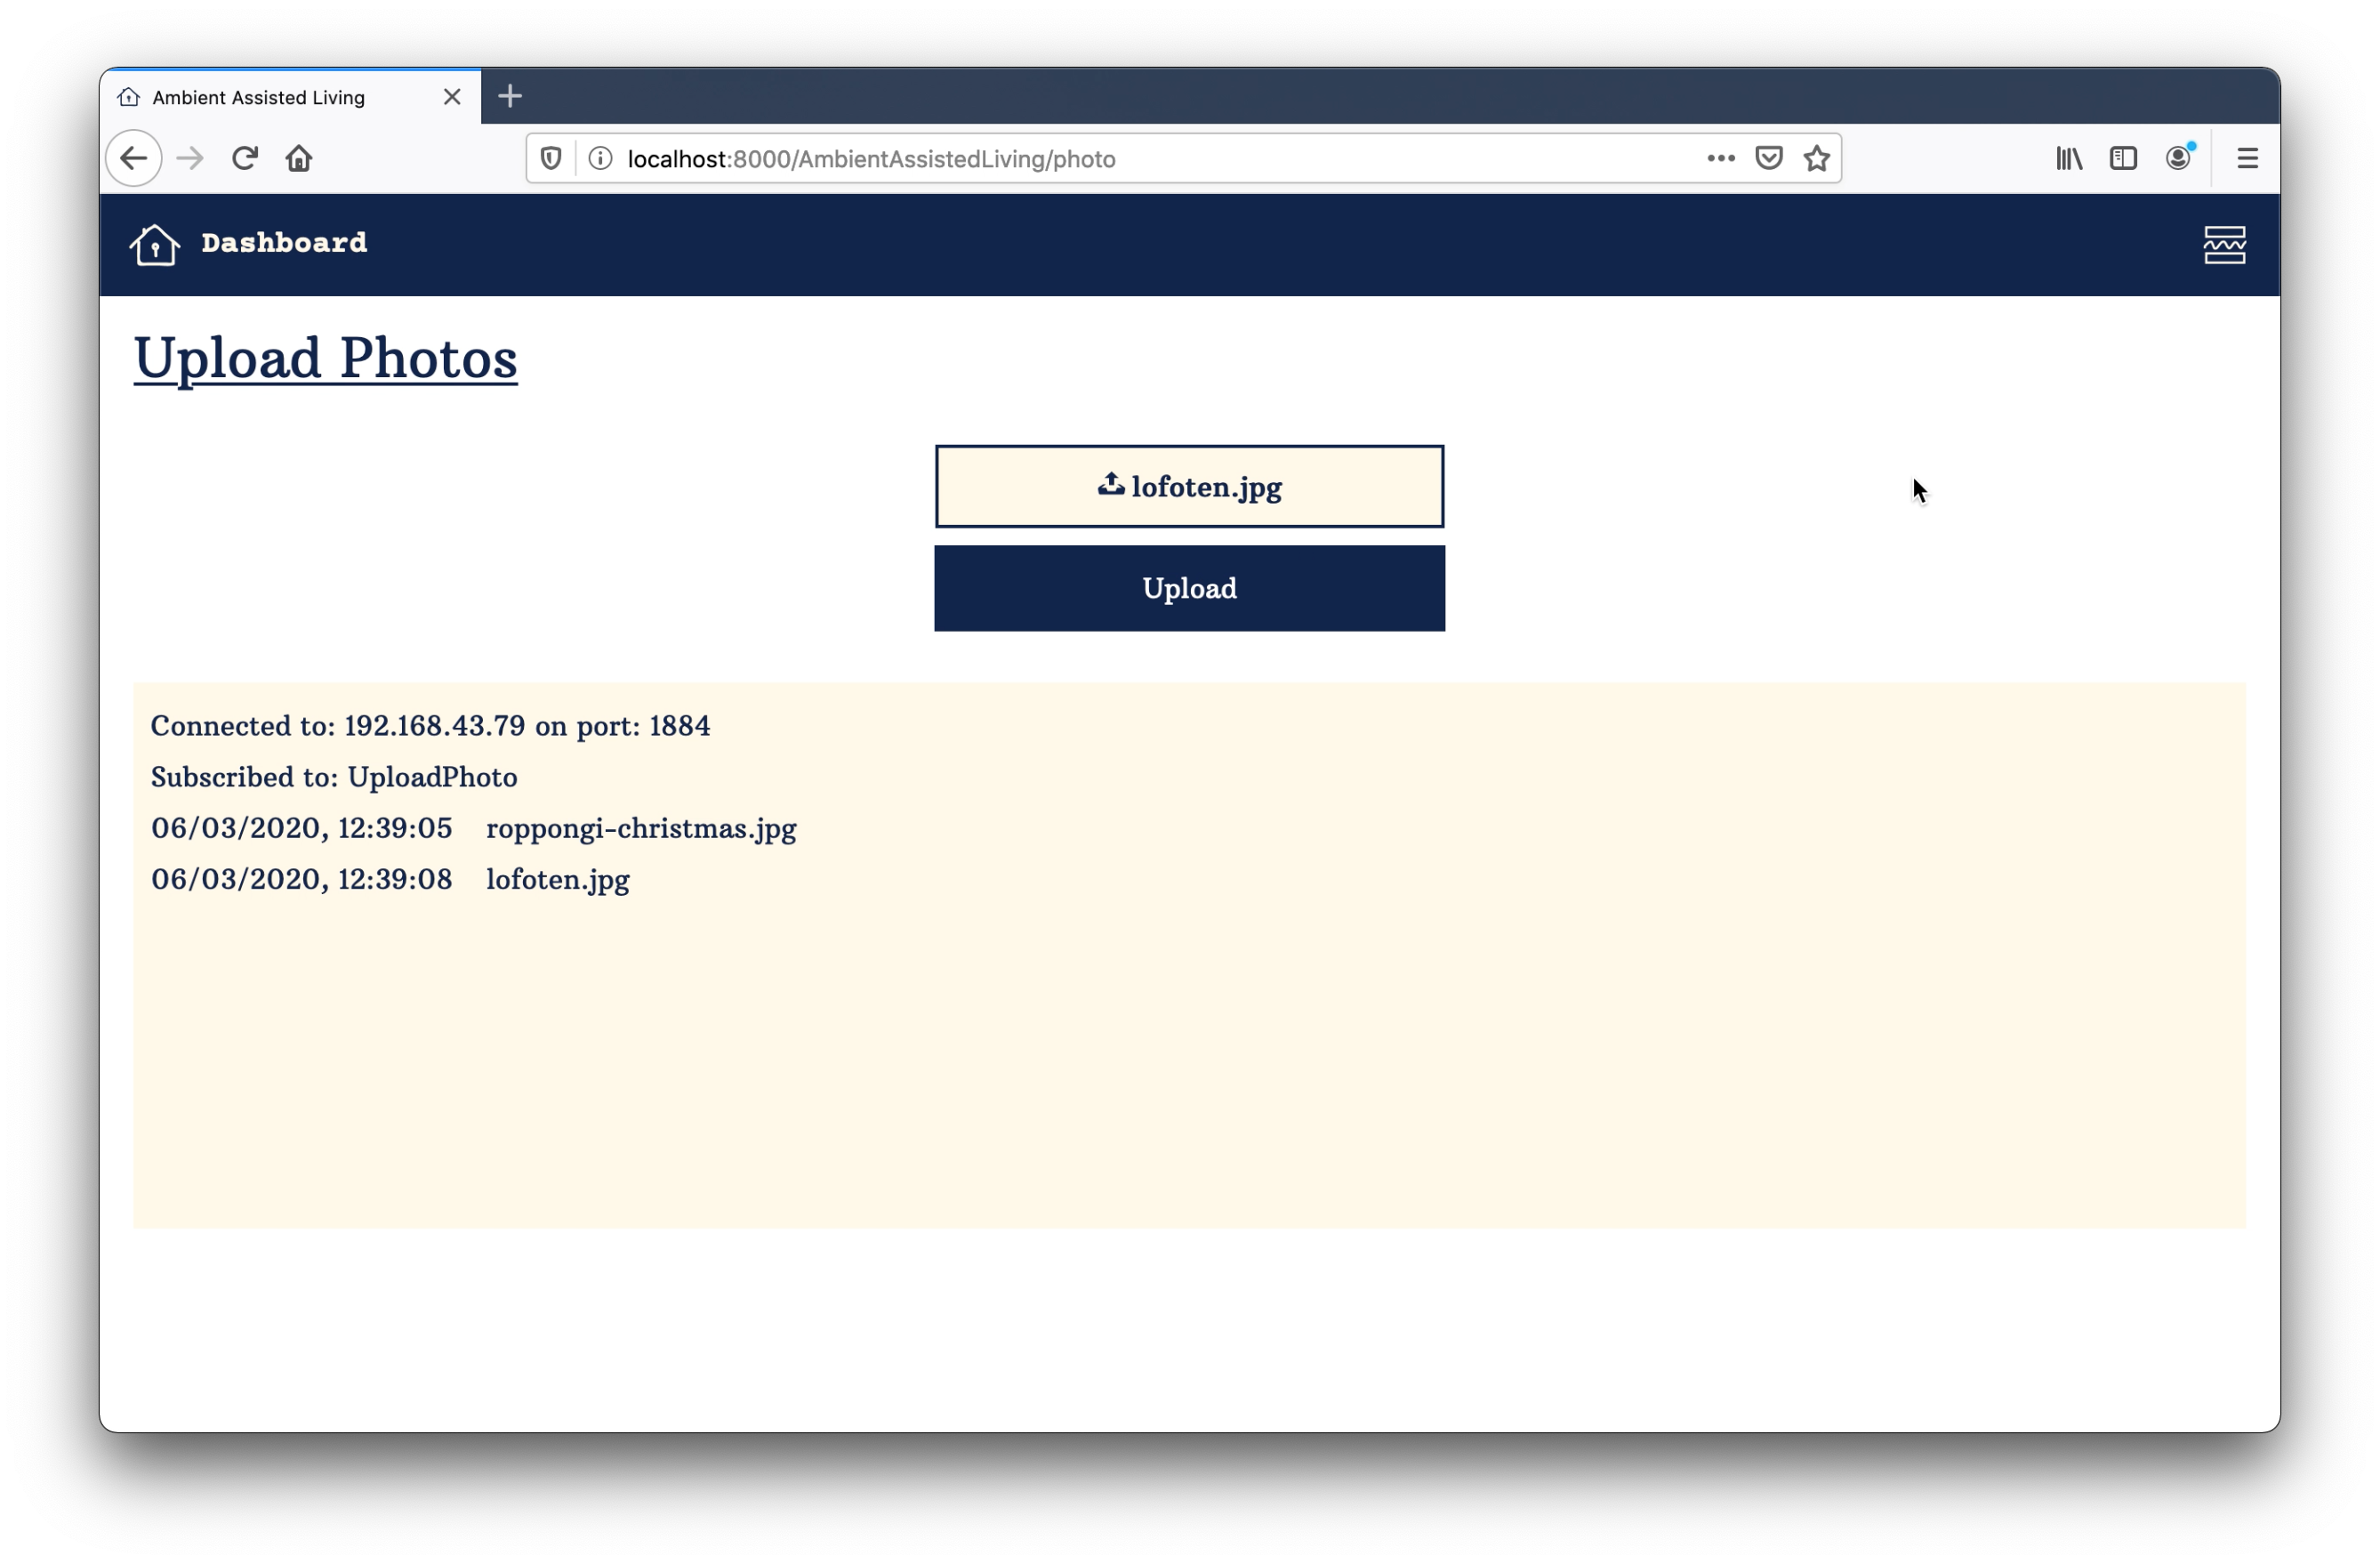 Ambient Assisted Living
localhost:8000/AmbientAssistedLiving/photo
Dashboard
Upload Photos
lofoten.jpg
Upload
Connected to: 192.168.43.79 on port: 1884
Subscribed to: UploadPhoto
06/03/2020, 12:39:05 roppongi-christmas.jpg
06/03/2020, 12:39:08 lofoten.jpg